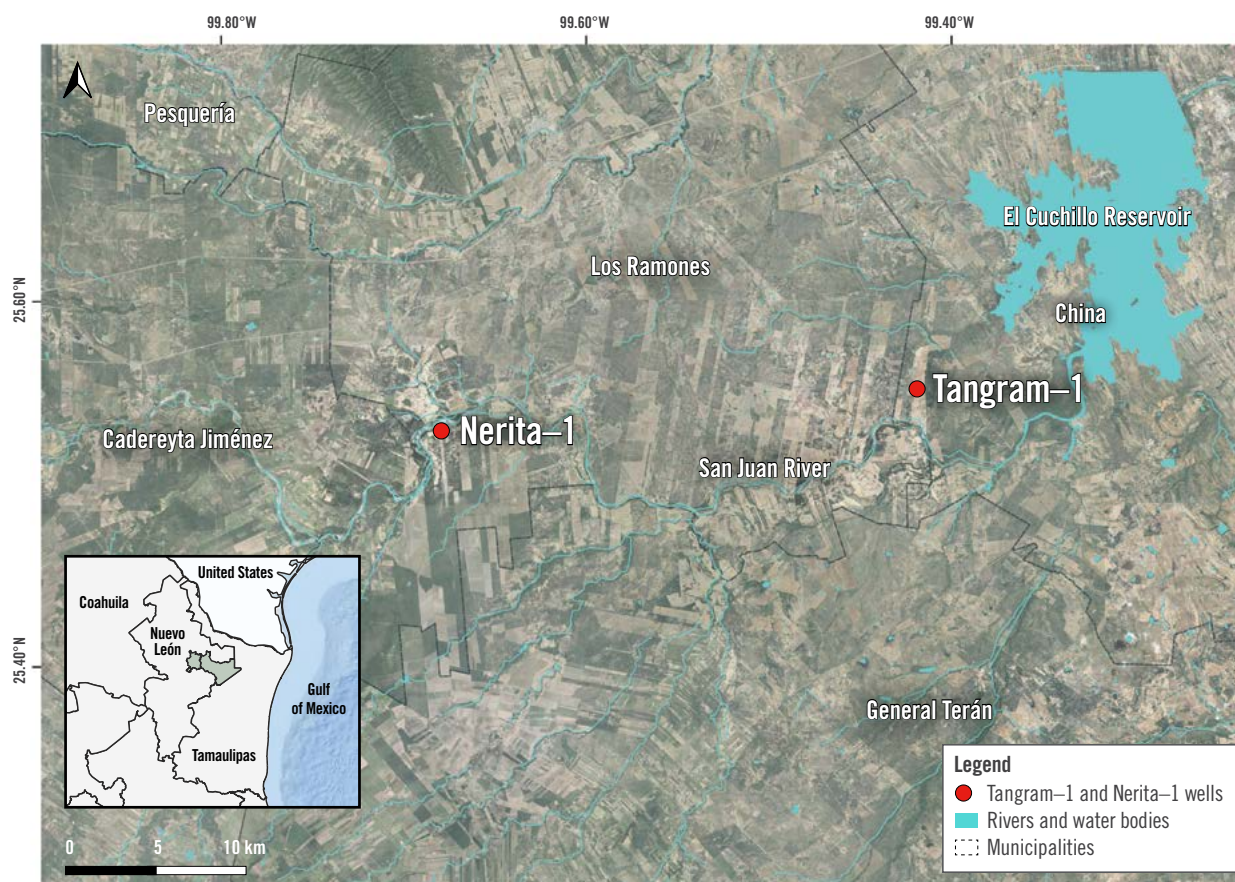 99.80°W
99.60°W
99.40°W
25.60°N
25.40°N
Pesquería
El Cuchillo Reservoir
Los Ramones
China
Tangram–1
Nerita–1
Cadereyta Jiménez
San Juan River
General Terán
United States
Coahuila
Nuevo
León
Gulf
of Mexico
Tamaulipas
0 5 10 km
Legend
Tangram–1 and Nerita–1 wells
Rivers and water bodies
Municipalities